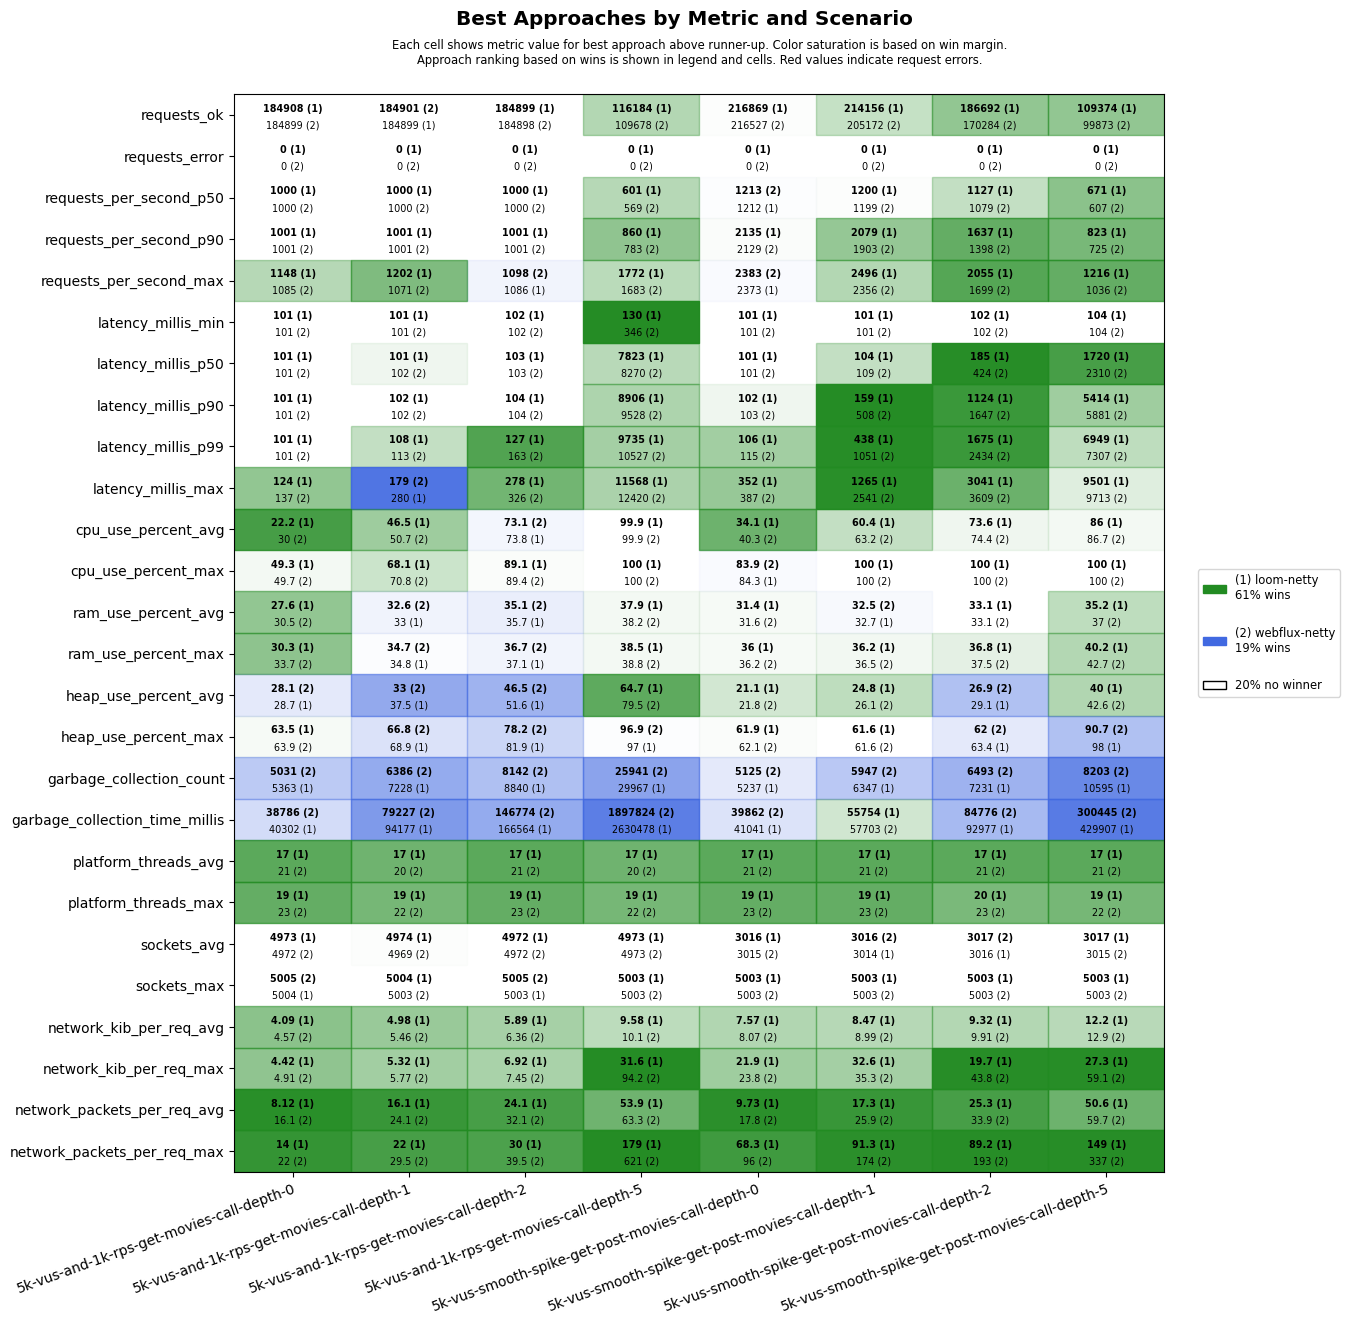 Best Approaches by Metric and Scenario
Each cell shows metric value for best approach above runner-up. Color saturation is based on win margin.
Approach ranking based on wins is shown in legend and cells. Red values indicate request errors.
requests_ok
184908 (1) 184901 (2) 184899 (1) 116184 (1) 216869 (1) 214156 (1) 186692 (1) 109374 (1)
184899 (2) 184899 (1) 184898 (2) 109678 (2) 216527 (2) 205172 (2) 170284 (2) 99873 (2)
requests_error
0 (1) 0 (1) 0 (1) 0 (1) 0 (1) 0 (1) 0 (1) 0 (1)
0 (2) 0 (2) 0 (2) 0 (2) 0 (2) 0 (2) 0 (2) 0 (2)
requests_per_second_p50
1000 (1) 1000 (1) 1000 (1) 601 (1) 1213 (2) 1200 (1) 1127 (1) 671 (1)
1000 (2) 1000 (2) 1000 (2) 569 (2) 1212 (1) 1199 (2) 1079 (2) 607 (2)
requests_per_second_p90
1001 (1) 1001 (1) 1001 (1) 860 (1) 2135 (1) 2079 (1) 1637 (1) 823 (1)
1001 (2) 1001 (2) 1001 (2) 783 (2) 2129 (2) 1903 (2) 1398 (2) 725 (2)
requests_per_second_max
1148 (1) 1202 (1) 1098 (2) 1772 (1) 2383 (2) 2496 (1) 2055 (1) 1216 (1)
1085 (2) 1071 (2) 1086 (1) 1683 (2) 2373 (1) 2356 (2) 1699 (2) 1036 (2)
latency_millis_min
101 (1) 101 (1) 102 (1) 130 (1) 101 (1) 101 (1) 102 (1) 104 (1)
101 (2) 101 (2) 102 (2) 346 (2) 101 (2) 101 (2) 102 (2) 104 (2)
latency_millis_p50
101 (1) 101 (1) 103 (1) 7823 (1) 101 (1) 104 (1) 185 (1) 1720 (1)
101 (2) 102 (2) 103 (2) 8270 (2) 101 (2) 109 (2) 424 (2) 2310 (2)
latency_millis_p90
101 (1) 102 (1) 104 (1) 8906 (1) 102 (1) 159 (1) 1124 (1) 5414 (1)
101 (2) 102 (2) 104 (2) 9528 (2) 103 (2) 508 (2) 1647 (2) 5881 (2)
latency_millis_p99
101 (1) 108 (1) 127 (1) 9735 (1) 106 (1) 438 (1) 1675 (1) 6949 (1)
101 (2) 113 (2) 163 (2) 10527 (2) 115 (2) 1051 (2) 2434 (2) 7307 (2)
latency_millis_max
124 (1) 179 (2) 278 (1) 11568 (1) 352 (1) 1265 (1) 3041 (1) 9501 (1)
137 (2) 280 (1) 326 (2) 12420 (2) 387 (2) 2541 (2) 3609 (2) 9713 (2)
cpu_use_percent_avg
22.2 (1) 46.5 (1) 73.1 (2) 99.9 (1) 34.1 (1) 60.4 (1) 73.6 (1) 86 (1)
30 (2) 50.7 (2) 73.8 (1) 99.9 (2) 40.3 (2) 63.2 (2) 74.4 (2) 86.7 (2)
cpu_use_percent_max
49.3 (1) 68.1 (1) 89.1 (1) 100 (1) 83.9 (2) 100 (1) 100 (1) 100 (1)
49.7 (2) 70.8 (2) 89.4 (2) 100 (2) 84.3 (1) 100 (2) 100 (2) 100 (2)
ram_use_percent_avg
27.6 (1) 32.6 (2) 35.1 (2) 37.9 (1) 31.4 (1) 32.5 (2) 33.1 (1) 35.2 (1)
30.5 (2) 33 (1) 35.7 (1) 38.2 (2) 31.6 (2) 32.7 (1) 33.1 (2) 37 (2)
ram_use_percent_max
30.3 (1) 34.7 (2) 36.7 (2) 38.5 (1) 36 (1) 36.2 (1) 36.8 (1) 40.2 (1)
33.7 (2) 34.8 (1) 37.1 (1) 38.8 (2) 36.2 (2) 36.5 (2) 37.5 (2) 42.7 (2)
heap_use_percent_avg
28.1 (2) 33 (2) 46.5 (2) 64.7 (1) 21.1 (1) 24.8 (1) 26.9 (2) 40 (1)
28.7 (1) 37.5 (1) 51.6 (1) 79.5 (2) 21.8 (2) 26.1 (2) 29.1 (1) 42.6 (2)
heap_use_percent_max
63.5 (1) 66.8 (2) 78.2 (2) 96.9 (2) 61.9 (1) 61.6 (1) 62 (2) 90.7 (2)
63.9 (2) 68.9 (1) 81.9 (1) 97 (1) 62.1 (2) 61.6 (2) 63.4 (1) 98 (1)
garbage_collection_count
5031 (2) 6386 (2) 8142 (2) 25941 (2) 5125 (2) 5947 (2) 6493 (2) 8203 (2)
5363 (1) 7228 (1) 8840 (1) 29967 (1) 5237 (1) 6347 (1) 7231 (1) 10595 (1)
garbage_collection_time_millis
38786 (2) 79227 (2) 146774 (2) 1897824 (2) 39862 (2) 55754 (1) 84776 (2) 300445 (2)
40302 (1) 94177 (1) 166564 (1) 2630478 (1) 41041 (1) 57703 (2) 92977 (1) 429907 (1)
platform_threads_avg
17 (1) 17 (1) 17 (1) 17 (1) 17 (1) 17 (1) 17 (1) 17 (1)
21 (2) 20 (2) 21 (2) 20 (2) 21 (2) 21 (2) 21 (2) 21 (2)
platform_threads_max
19 (1) 19 (1) 19 (1) 19 (1) 19 (1) 19 (1) 20 (1) 19 (1)
23 (2) 22 (2) 23 (2) 22 (2) 23 (2) 23 (2) 23 (2) 22 (2)
sockets_avg
4973 (1) 4974 (1) 4972 (1) 4973 (1) 3016 (1) 3016 (2) 3017 (2) 3017 (1)
4972 (2) 4969 (2) 4972 (2) 4973 (2) 3015 (2) 3014 (1) 3016 (1) 3015 (2)
sockets_max
5005 (2) 5004 (1) 5005 (2) 5003 (1) 5003 (1) 5003 (1) 5003 (1) 5003 (1)
5004 (1) 5003 (2) 5003 (1) 5003 (2) 5003 (2) 5003 (2) 5003 (2) 5003 (2)
network_kib_per_req_avg
4.09 (1) 4.98 (1) 5.89 (1) 9.58 (1) 7.57 (1) 8.47 (1) 9.32 (1) 12.2 (1)
4.57 (2) 5.46 (2) 6.36 (2) 10.1 (2) 8.07 (2) 8.99 (2) 9.91 (2) 12.9 (2)
network_kib_per_req_max
4.42 (1) 5.32 (1) 6.92 (1) 31.6 (1) 21.9 (1) 32.6 (1) 19.7 (1) 27.3 (1)
4.91 (2) 5.77 (2) 7.45 (2) 94.2 (2) 23.8 (2) 35.3 (2) 43.8 (2) 59.1 (2)
network_packets_per_req_avg
8.12 (1) 16.1 (1) 24.1 (1) 53.9 (1) 9.73 (1) 17.3 (1) 25.3 (1) 50.6 (1)
16.1 (2) 24.1 (2) 32.1 (2) 63.3 (2) 17.8 (2) 25.9 (2) 33.9 (2) 59.7 (2)
network_packets_per_req_max
14 (1) 22 (1) 30 (1) 179 (1) 68.3 (1) 91.3 (1) 89.2 (1) 149 (1)
22 (2) 29.5 (2) 39.5 (2) 621 (2) 96 (2) 174 (2) 193 (2) 337 (2)
5k-vus-and-1k-rps-get-movies-call-depth-0
5k-vus-and-1k-rps-get-movies-call-depth-1
5k-vus-and-1k-rps-get-movies-call-depth-2
5k-vus-and-1k-rps-get-movies-call-depth-5
5k-vus-smooth-spike-get-post-movies-call-depth-0
5k-vus-smooth-spike-get-post-movies-call-depth-1
5k-vus-smooth-spike-get-post-movies-call-depth-2
5k-vus-smooth-spike-get-post-movies-call-depth-5
(1) loom-netty
61% wins
(2) webflux-netty
19% wins
20% no winner